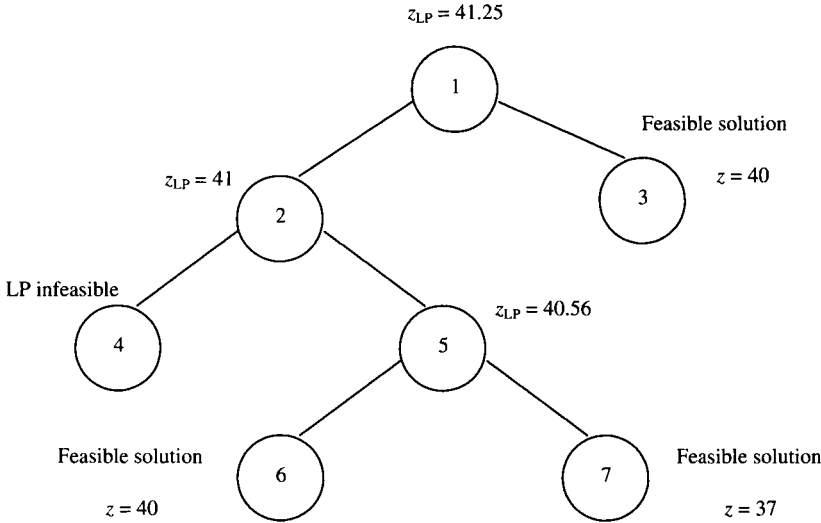 z_LP = 41.25
1
Feasible solution
z_LP = 41
2
3
z = 40
LP infeasible
4
5
z_LP = 40.56
Feasible solution
6
7
Feasible solution
z = 40
z = 37